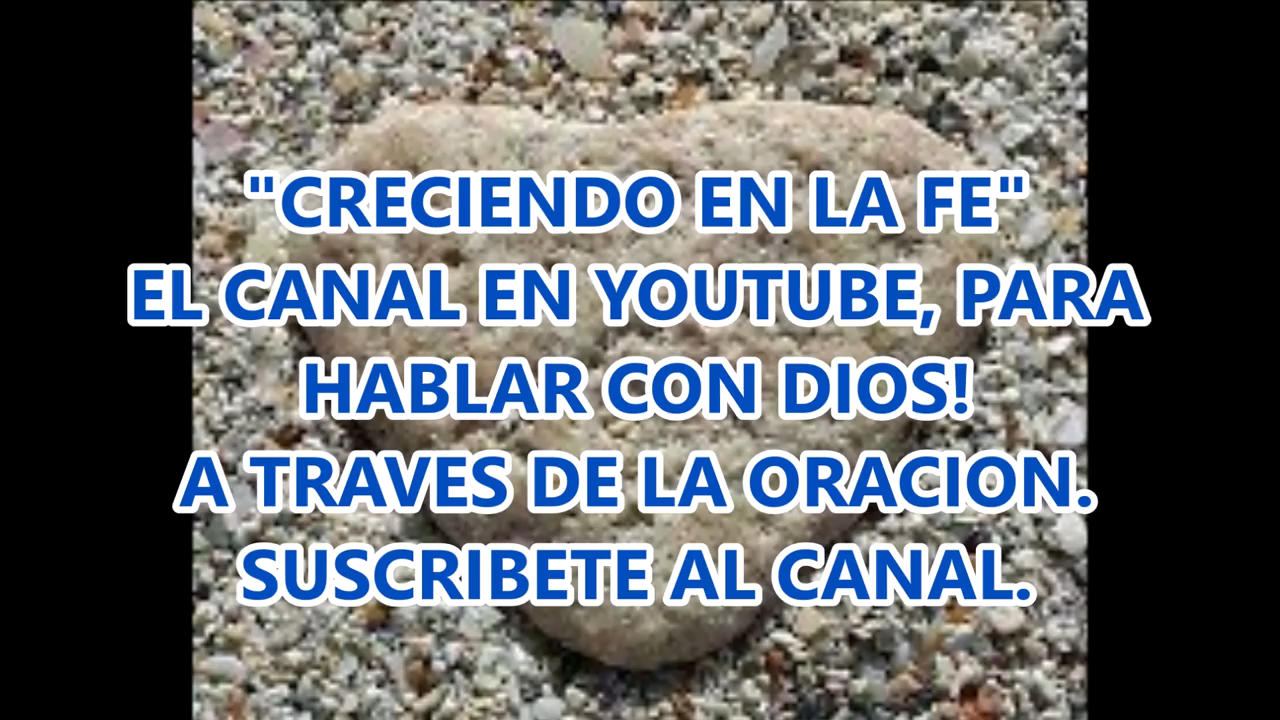 "CRECIENDO EN LA FE"
EL CANAL EN YOUTUBE, PARA
HABLAR CON DIOS!
A TRAVES DE LA ORACION.
SUSCRIBETE AL CANAL.